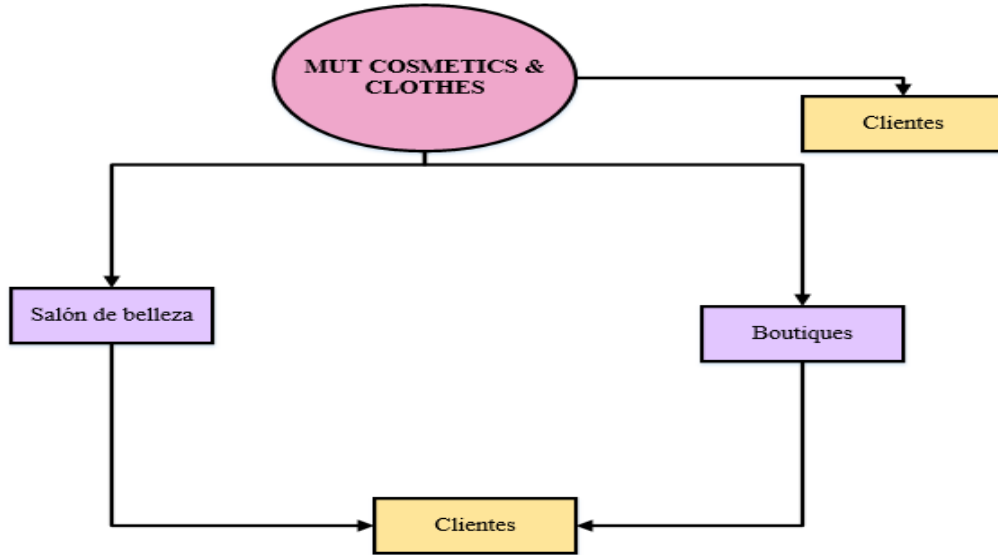 MUT COSMETICS &
CLOTHES
Clientes
Salón de belleza
Boutiques
Clientes